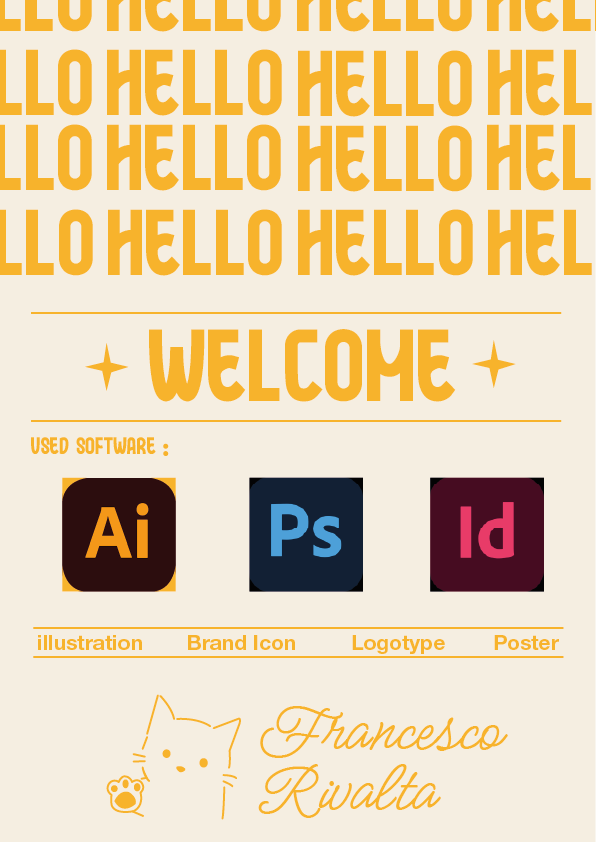 LLO HELLO HELLO HEL
LLO HELLO HELLO HEL
LLO HELLO HELLO HEL
LLO HELLO HELLO HEL
WELCOME
USED SOFTWARE :
Ai Ps Id
illustration Brand Icon Logotype Poster
Francesco
Rivalta